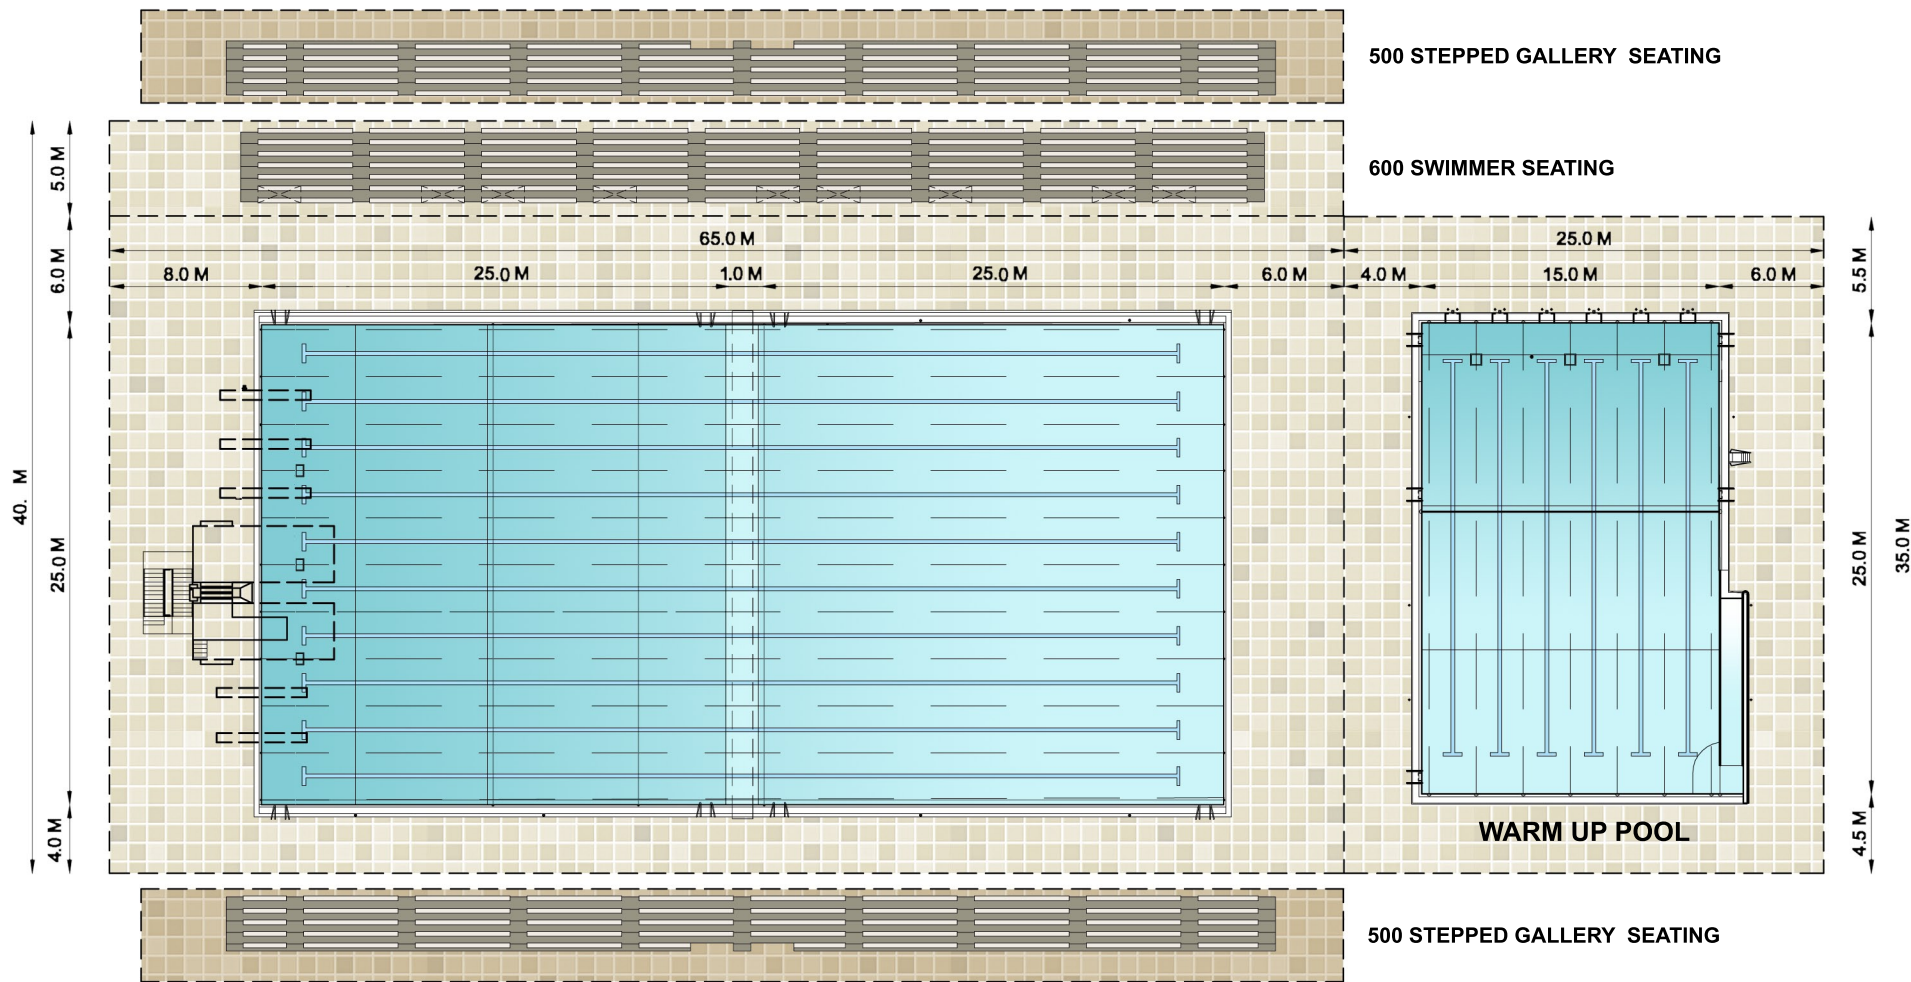 500 STEPPED GALLERY SEATING
5.0 M
600 SWIMMER SEATING
65.0 M
25.0 M
6.0 M
8.0 M
25.0 M
1.0 M
25.0 M
6.0 M
4.0 M
15.0 M
6.0 M
5.5 M
40. M
25.0 M
25.0 M
35.0 M
4.0 M
WARM UP POOL
4.5 M
500 STEPPED GALLERY SEATING